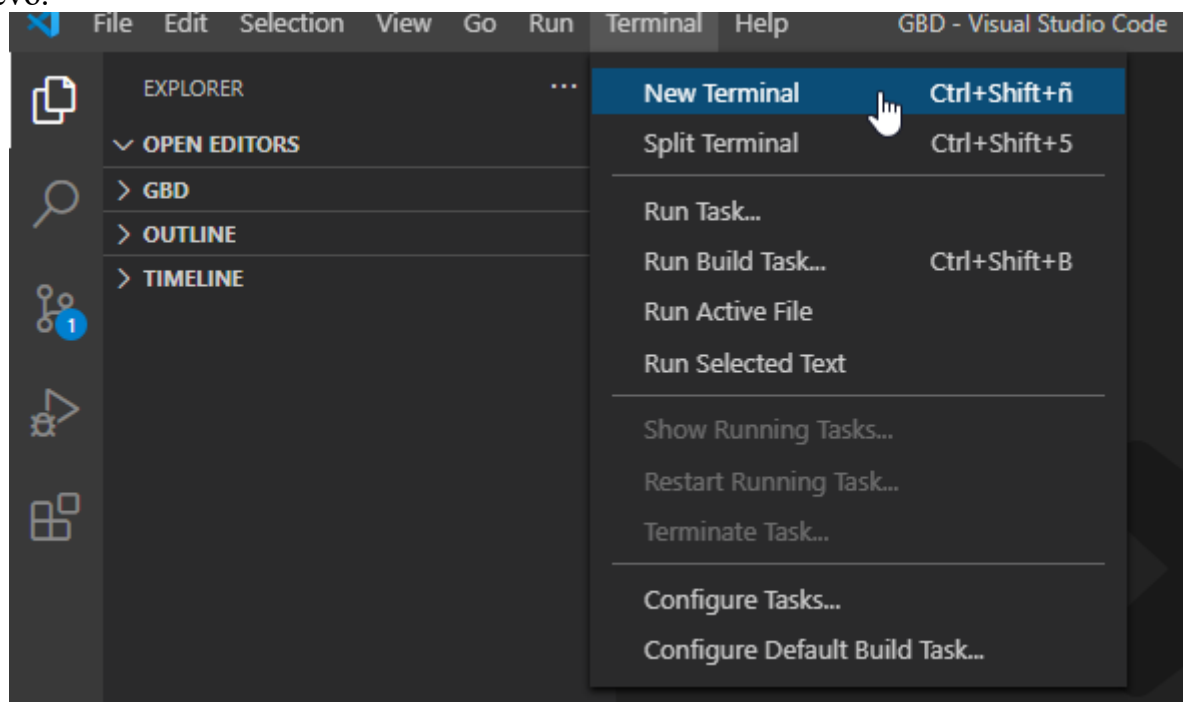 File Edit Selection View Go Run Terminal Help GBD - Visual Studio Code
EXPLORER
OPEN EDITORS
GBD
OUTLINE
TIMELINE
1
New Terminal Ctrl+Shift+ñ
Split Terminal Ctrl+Shift+5
Run Task...
Run Build Task... Ctrl+Shift+B
Run Active File
Run Selected Text
Show Running Tasks...
Restart Running Task...
Terminate Task...
Configure Tasks...
Configure Default Build Task...